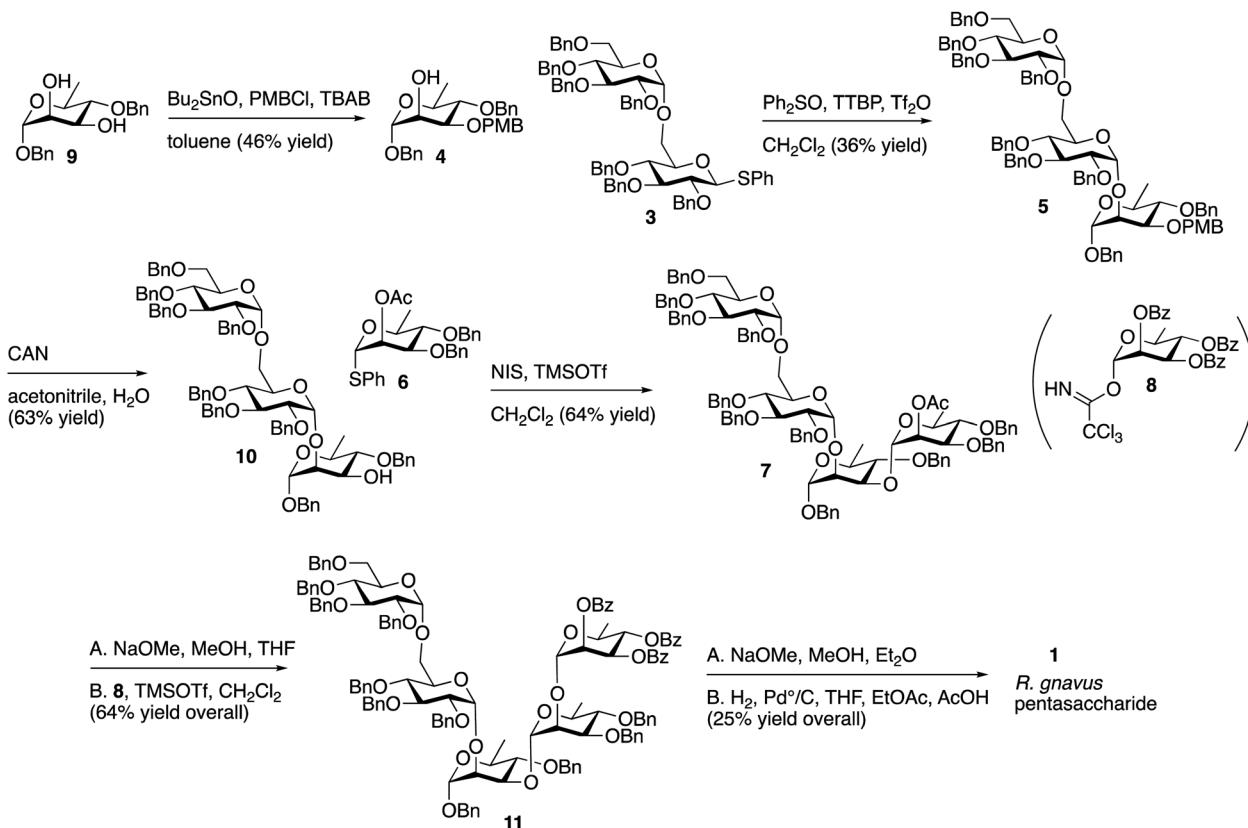 OH
O
OBn
OH
OBn
9
Bu2SnO, PMBCl, TBAB
toluene (46% yield)
OH
O
OBn
OPMB
OBn
4
BnO
BnO
BnO
O
BnO
O
BnO
BnO
O
SPh
BnO
3
Ph2SO, TTBP, Tf2O
CH2Cl2 (36% yield)
BnO
BnO
BnO
O
BnO
O
BnO
BnO
O
BnO
O
O
OBn
OPMB
OBn
5
CAN
acetonitrile, H2O
(63% yield)
BnO
BnO
BnO
O
BnO
O
BnO
BnO
O
BnO
O
O
OBn
OH
OBn
10
OAc
O
OBn
OBn
SPh
6
NIS, TMSOTf
CH2Cl2 (64% yield)
BnO
BnO
BnO
O
BnO
O
BnO
BnO
O
BnO
O
OAc
O
OBn
OBn
O
OBn
O
OBn
7
OBz
O
OBz
OBz
O
HN
CCl3
8
A. NaOMe, MeOH, THF
B. 8, TMSOTf, CH2Cl2
(64% yield overall)
BnO
BnO
BnO
O
BnO
O
BnO
BnO
O
BnO
O
OBz
O
OBz
OBz
O
O
OBn
OBn
O
OBn
O
OBn
11
A. NaOMe, MeOH, Et2O
B. H2, Pd°/C, THF, EtOAc, AcOH
(25% yield overall)
1
R. gnavus
pentasaccharide